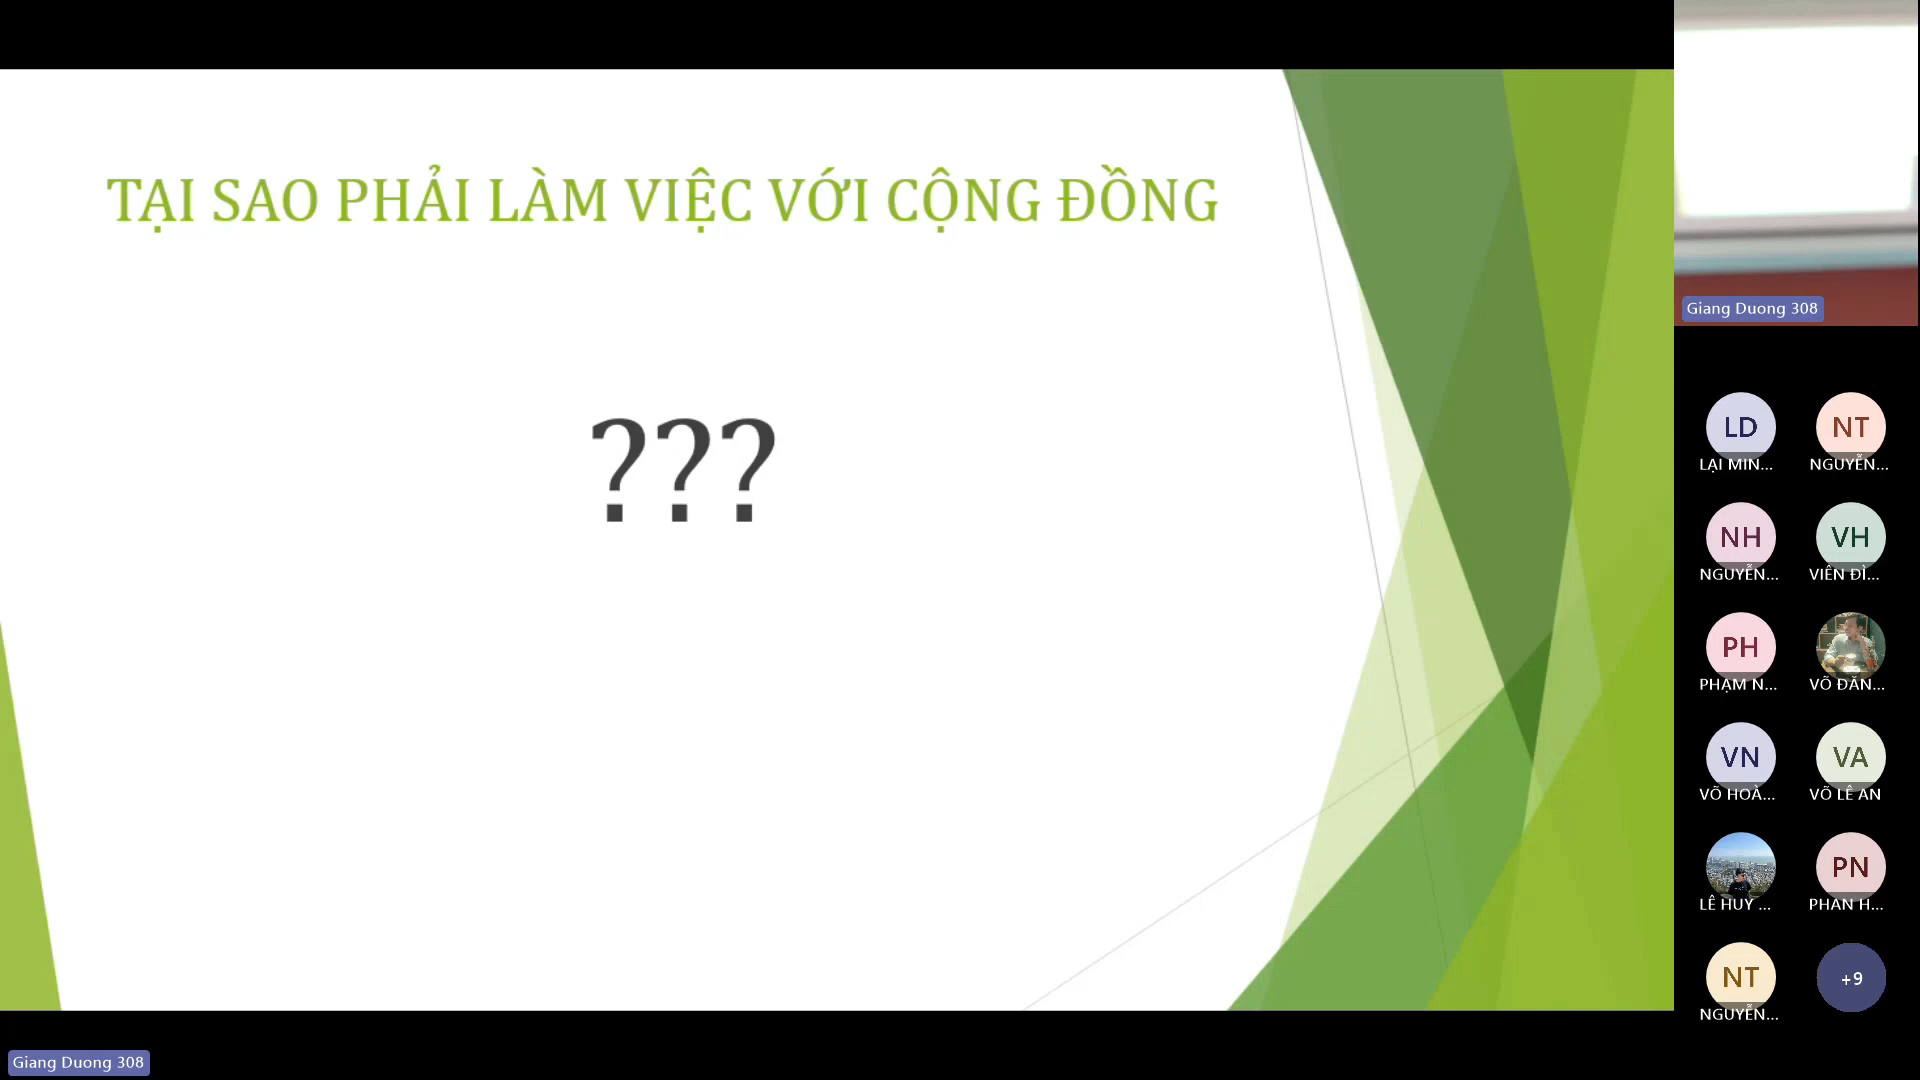 TẠI SAO PHẢI LÀM VIỆC VỚI CỘNG ĐỒNG
???
Giang Duong 308
Giang Duong 308
LD
LẠI MIN...
NT
NGUYỄN...
NH
NGUYỄN...
VH
VIÊN ĐÌ...
PH
PHẠM N...
VÕ ĐĂN...
VN
VÕ HOÀ...
VA
VÕ LÊ AN
LÊ HUY ...
PN
PHAN H...
NT
NGUYỄN...
+9